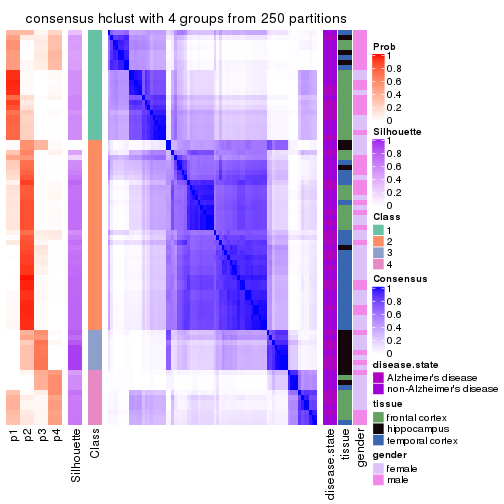 consensus hclust with 4 groups from 250 partitions
Prob
1
0.8
0.6
0.4
0.2
0
Silhouette
1
0.8
0.6
0.4
0.2
0
Class
1
2
3
4
Consensus
1
0.8
0.6
0.4
0.2
0
disease.state
Alzheimer's disease
non-Alzheimer's disease
tissue
frontal cortex
hippocampus
temporal cortex
gender
female
male
p1
p2
p3
p4
Silhouette
Class
disease.state
tissue
gender